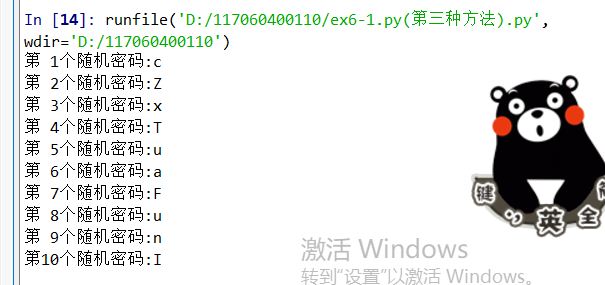 In [14]: runfile('D:/117060400110/ex6-1.py(第三种方法).py',
wdir='D:/117060400110')
第 1个随机密码:c
第 2个随机密码:Z
第 3个随机密码:x
第 4个随机密码:T
第 5个随机密码:u
第 6个随机密码:a
第 7个随机密码:F
第 8个随机密码:u
第 9个随机密码:n
第10个随机密码:I
键 英 全
激活 Windows
转到“设置”以激活 Windows。